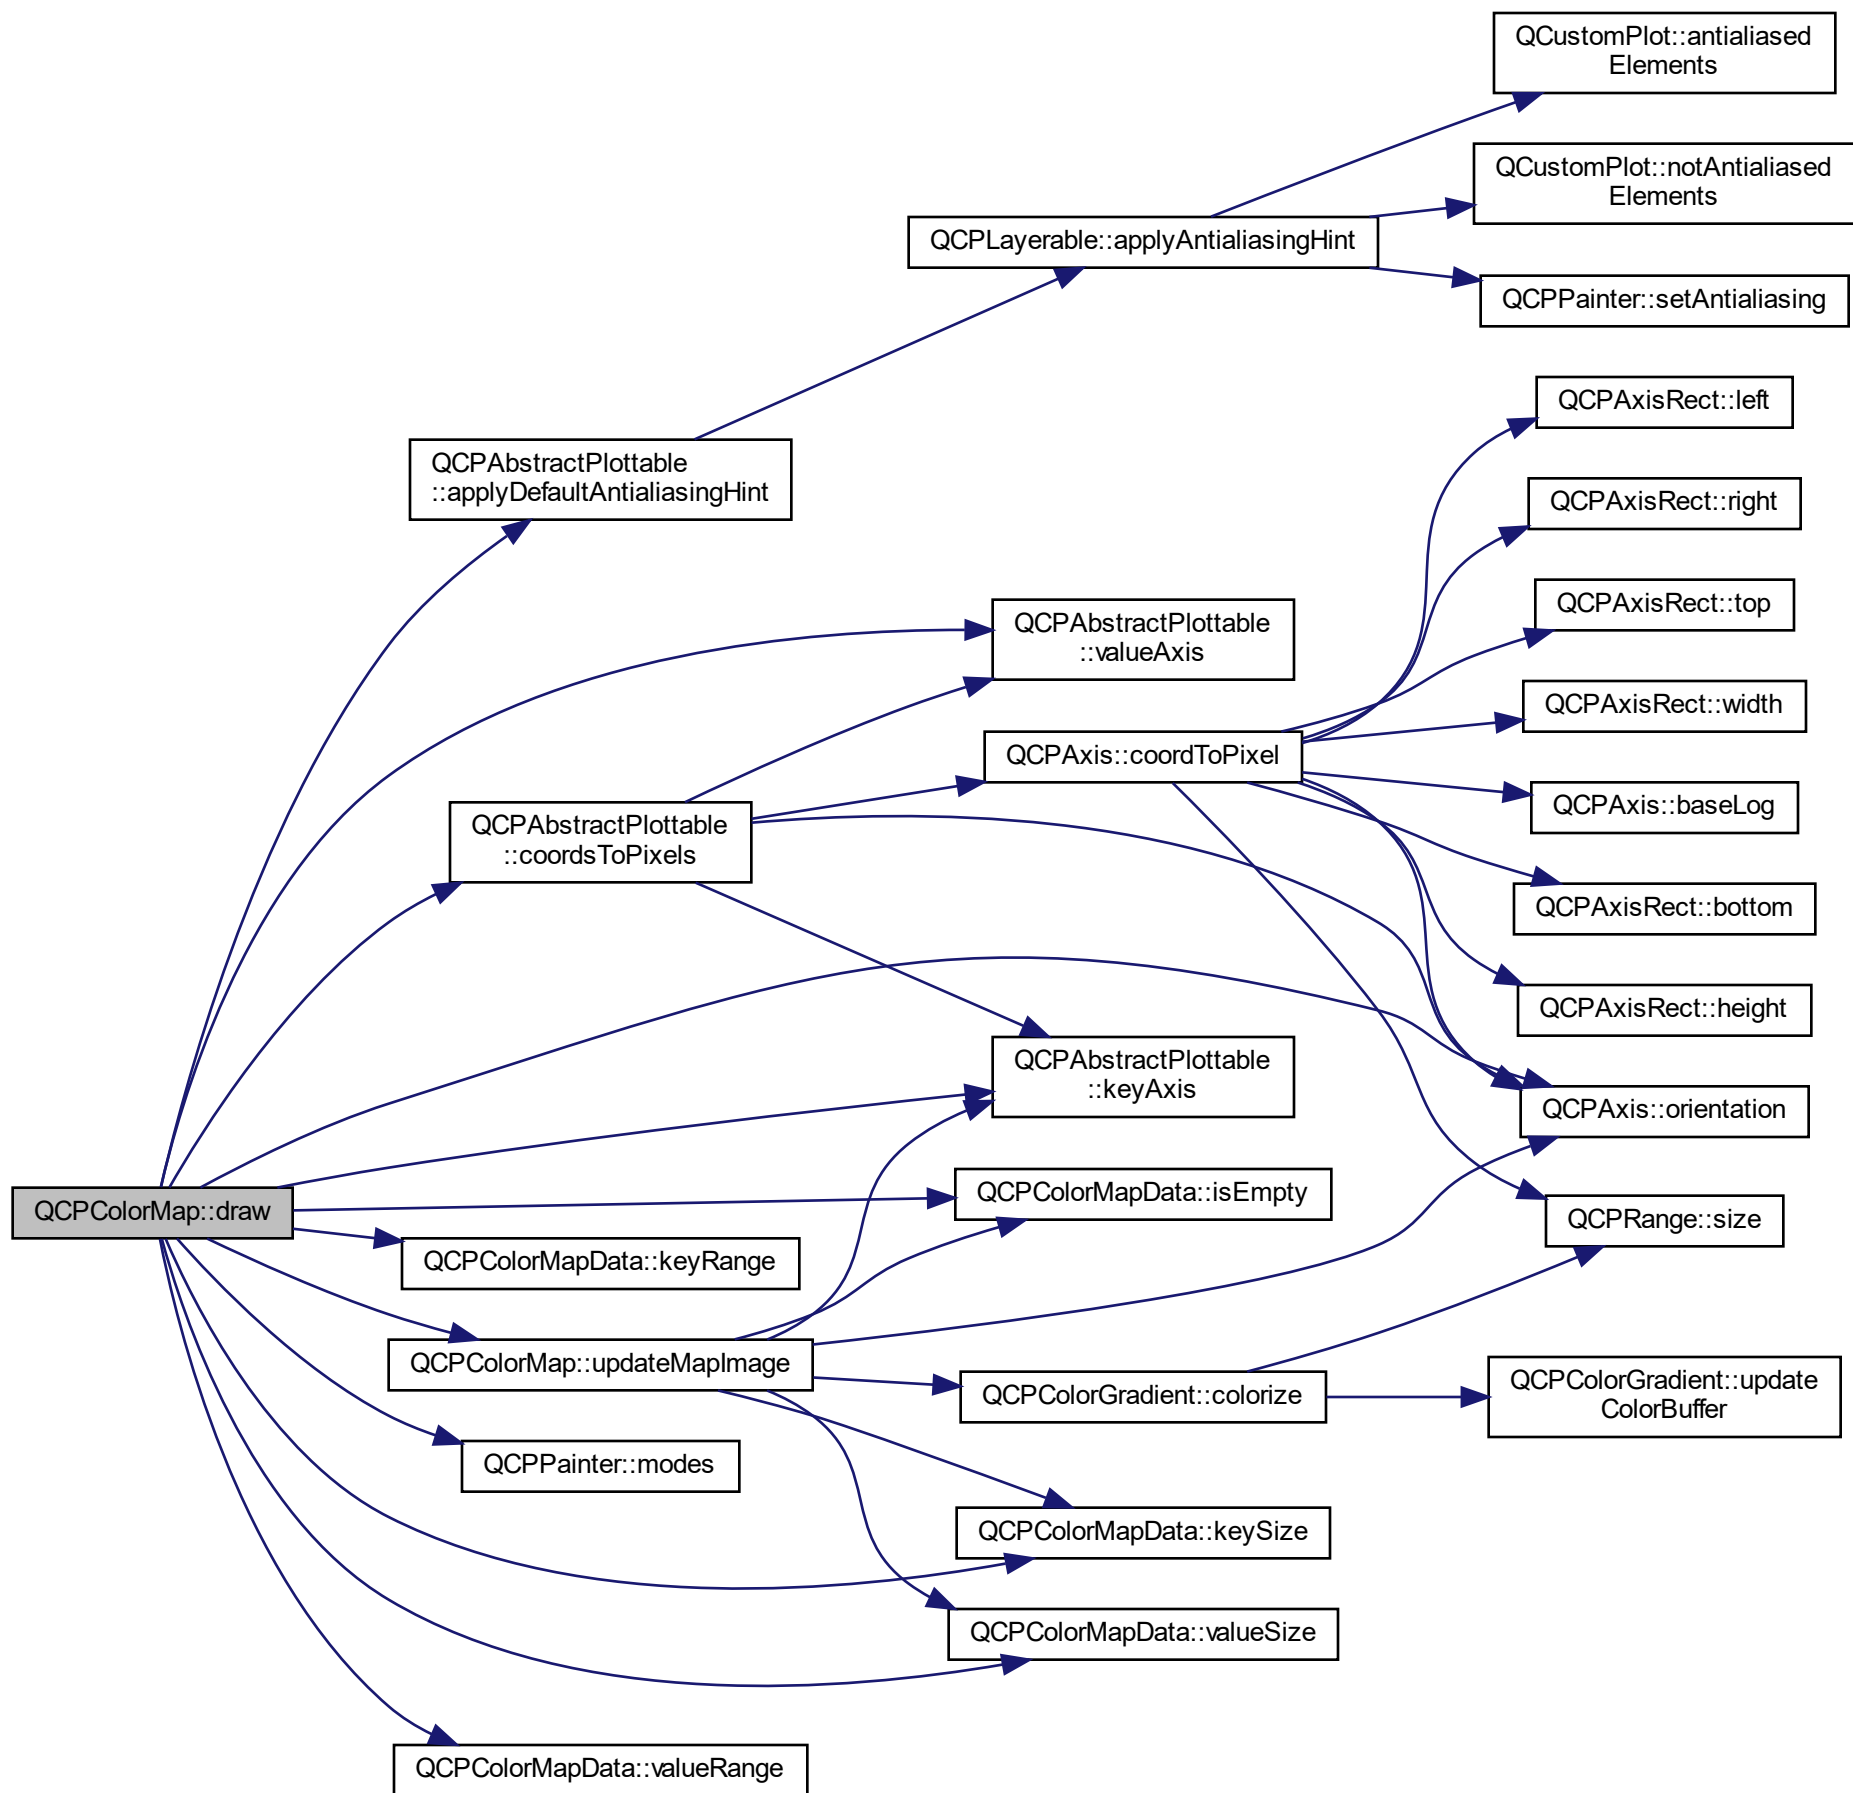 QCustomPlot::antialiased
Elements
QCustomPlot::notAntialiased
Elements
QCPLayerable::applyAntialiasingHint
QCPPainter::setAntialiasing
QCPAxisRect::left
QCPAbstractPlottable
::applyDefaultAntialiasingHint
QCPAxisRect::right
QCPAxisRect::top
QCPAbstractPlottable
::valueAxis
QCPAxisRect::width
QCPAxis::coordToPixel
QCPAxis::baseLog
QCPAbstractPlottable
::coordsToPixels
QCPAxisRect::bottom
QCPAxisRect::height
QCPAbstractPlottable
::keyAxis
QCPAxis::orientation
QCPColorMapData::isEmpty
QCPColorMap::draw
QCPRange::size
QCPColorMapData::keyRange
QCPColorMap::updateMapImage
QCPColorGradient::colorize
QCPColorGradient::update
ColorBuffer
QCPPainter::modes
QCPColorMapData::keySize
QCPColorMapData::valueSize
QCPColorMapData::valueRange